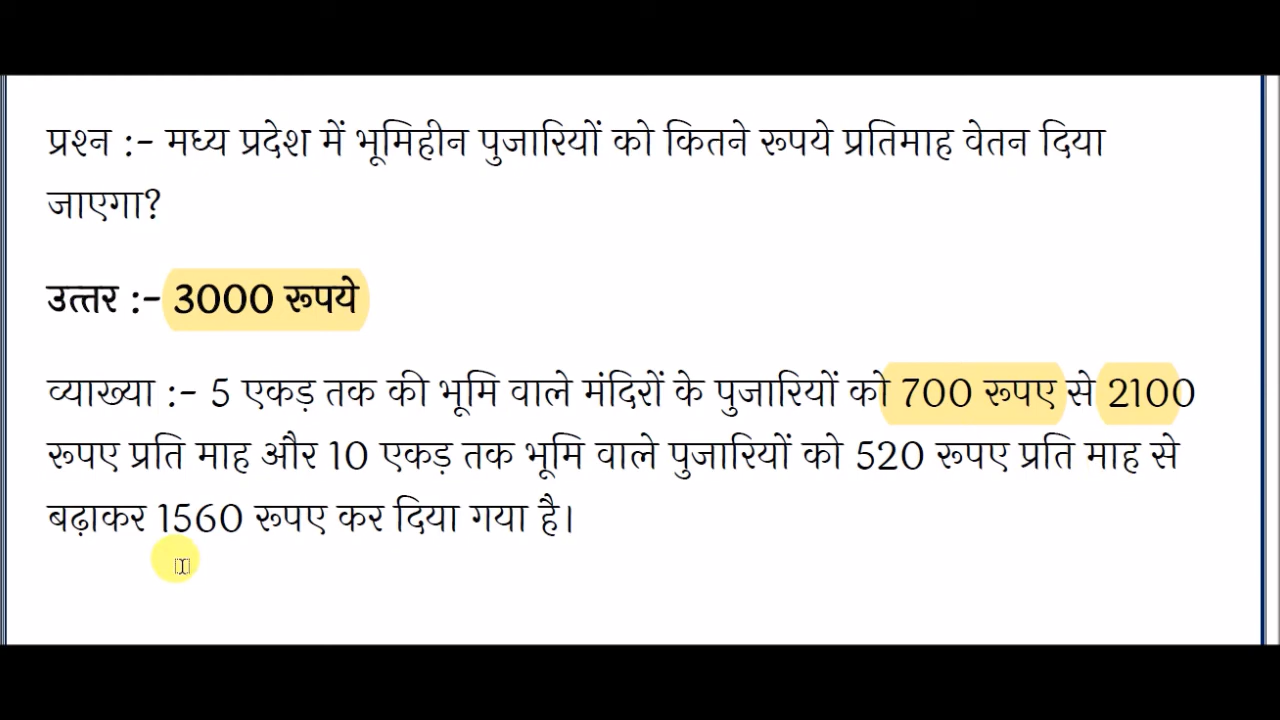 प्रश्न :- मध्य प्रदेश में भूमिहीन पुजारियों को कितने रूपये प्रतिमाह वेतन दिया
जाएगा?
उत्तर :- 3000 रूपये
व्याख्या :- 5 एकड़ तक की भूमि वाले मंदिरों के पुजारियों को 700 रूपए से 2100
रूपए प्रति माह और 10 एकड़ तक भूमि वाले पुजारियों को 520 रूपए प्रति माह से
बढ़ाकर 1560 रूपए कर दिया गया है।